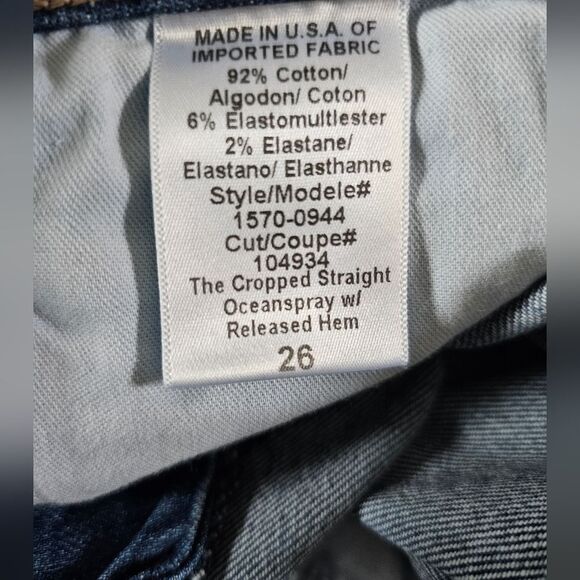 MADE IN U.S.A. OF
IMPORTED FABRIC
92% Cotton/
Algodon/ Coton
6% Elastomultlester
2% Elastane/
Elastano/ Elasthanne
Style/Modele#
1570-0944
Cut/Coupe#
104934
The Cropped Straight
Oceanspray w/
Released Hem
26